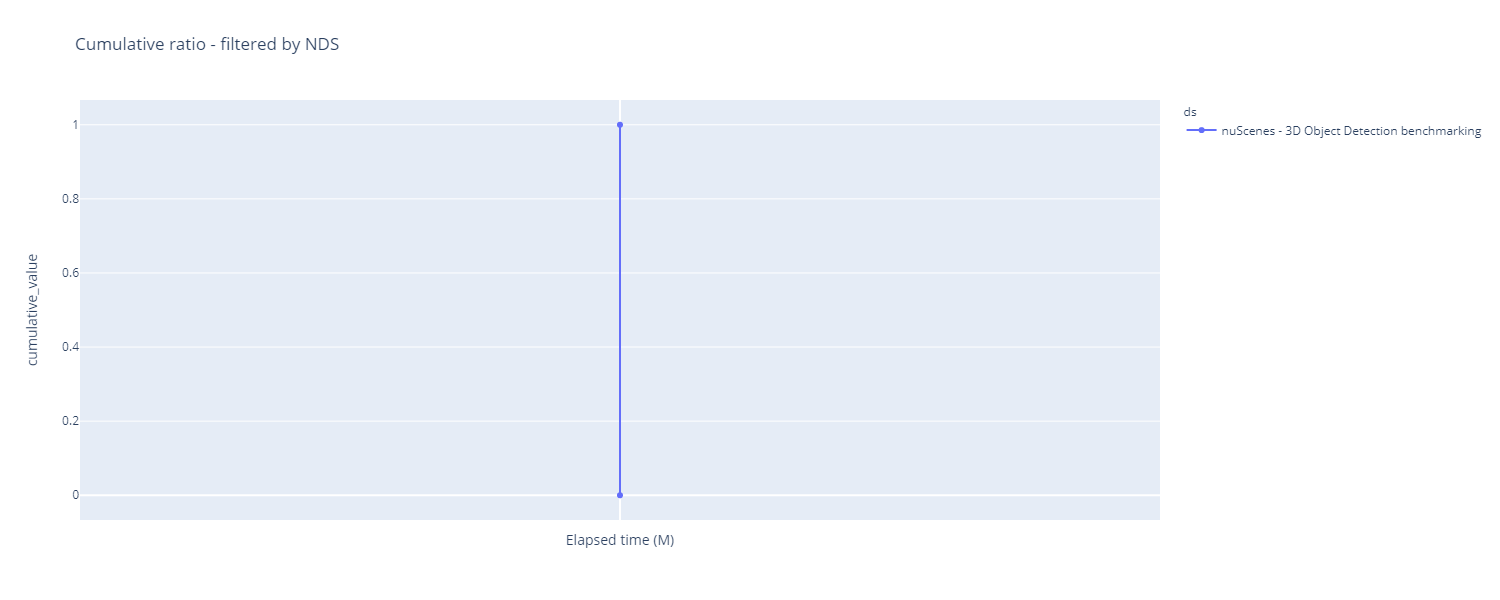 Cumulative ratio - filtered by NDS
ds
nuScenes - 3D Object Detection benchmarking
1
0.8
0.6
0.4
0.2
0
cumulative_value
Elapsed time (M)